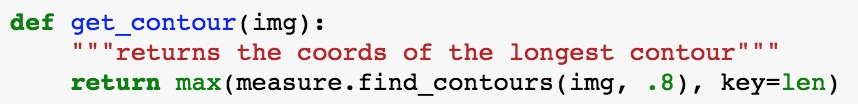 def get_contour(img):
    """returns the coords of the longest contour"""
    return max(measure.find_contours(img, .8), key=len)